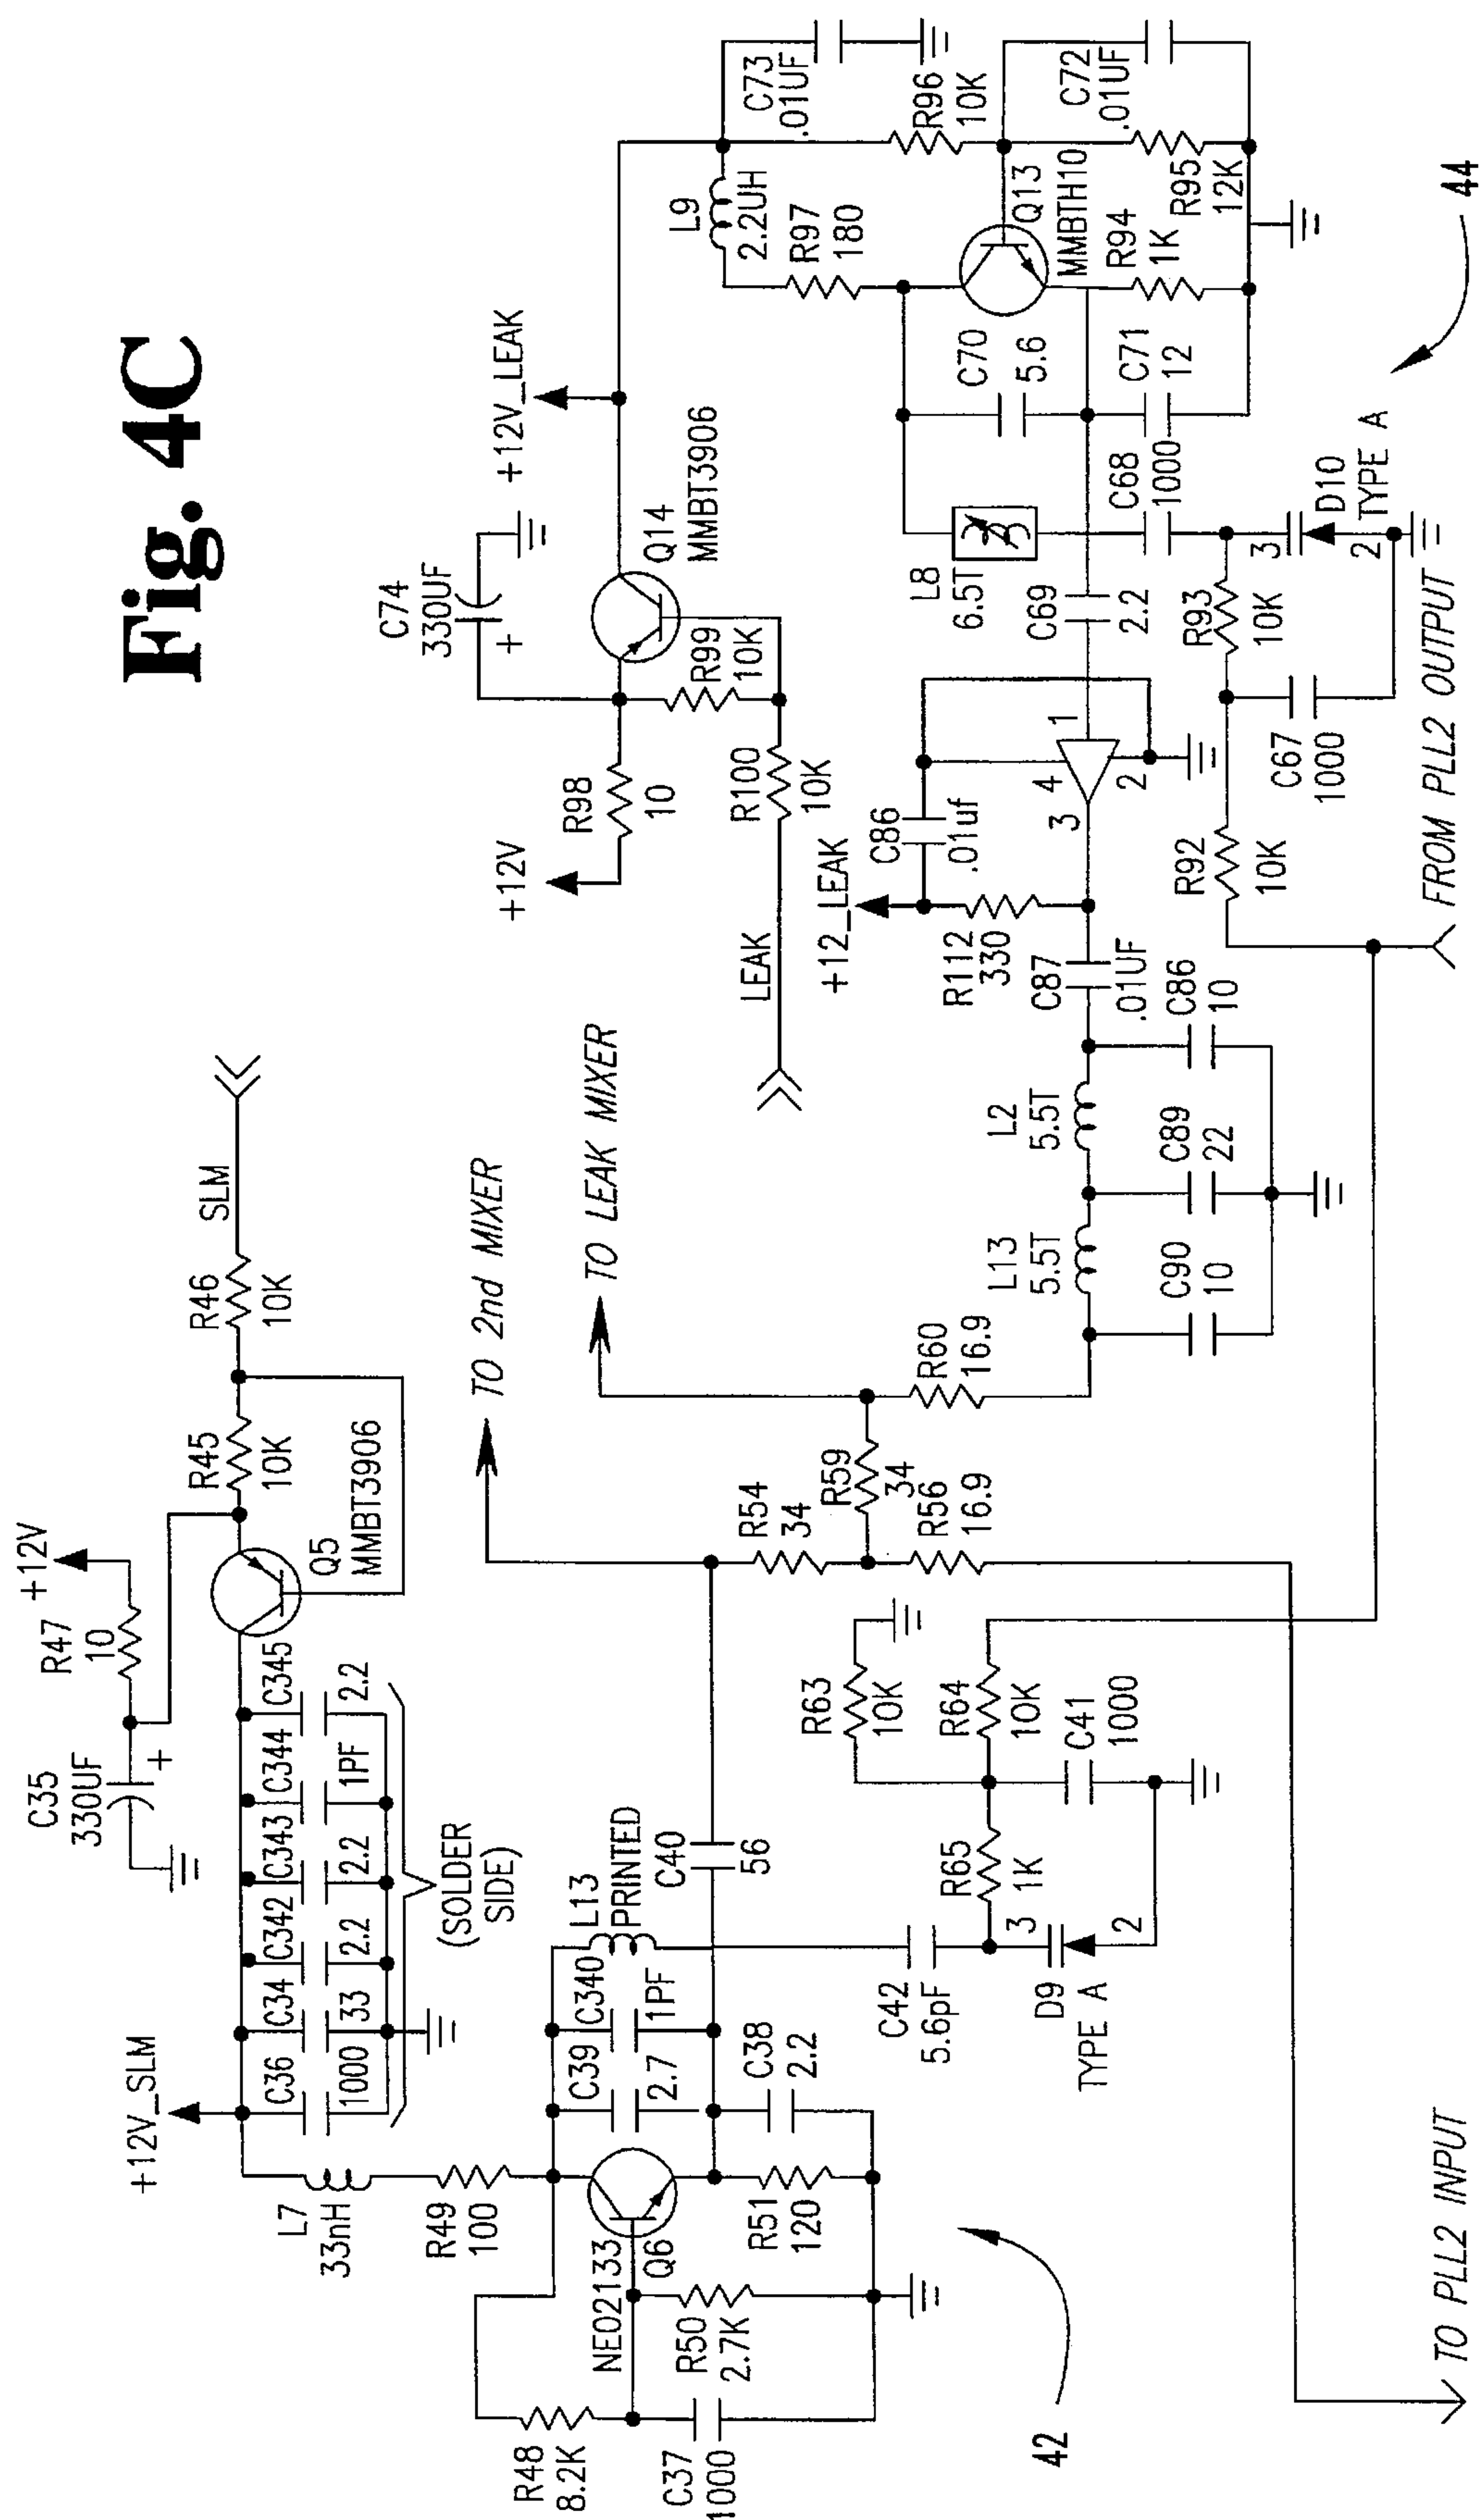 Fig. 4C
+12V
R47
10
C35
330UF
+
SLM
R46
10K
R45
10K
Q5
MMBT3906
+12V_SLM
C36
1000
C34
33
C342
2.2
C343
2.2
C344
1PF
C345
2.2
(SOLDER
SIDE)
L7
33nH
R49
100
R48
8.2K
C37
1000
NE02133
Q6
R50
2.7K
R51
120
C39
2.7
C340
1PF
L13
PRINTED
C38
2.2
C40
56
C42
5.6pF
D9
TYPE A
3
2
R65
1K
R63
10K
R64
10K
C41
1000
42
TO 2nd MIXER
TO LEAK MIXER
R54
34
R59
34
R56
16.9
R60
16.9
L13
5.5T
L2
5.5T
C90
10
C89
22
C86
10
C87
.01UF
R112
330
+12_LEAK
C86
.01uf
4
3
2
1
LEAK
R100
10K
R99
10K
+12V
R98
10
C74
330UF
+
Q14
MMBT3906
+12V_LEAK
L9
2.2UH
R97
180
C73
.01UF
R96
10K
C72
.01UF
Q13
MMBTH10
R95
12K
R94
1K
C70
5.6
C71
12
L8
6.5T
C68
1000
C69
2.2
R93
10K
D10
TYPE A
3
2
C67
1000
R92
10K
FROM PLL2 OUTPUT
TO PLL2 INPUT
44